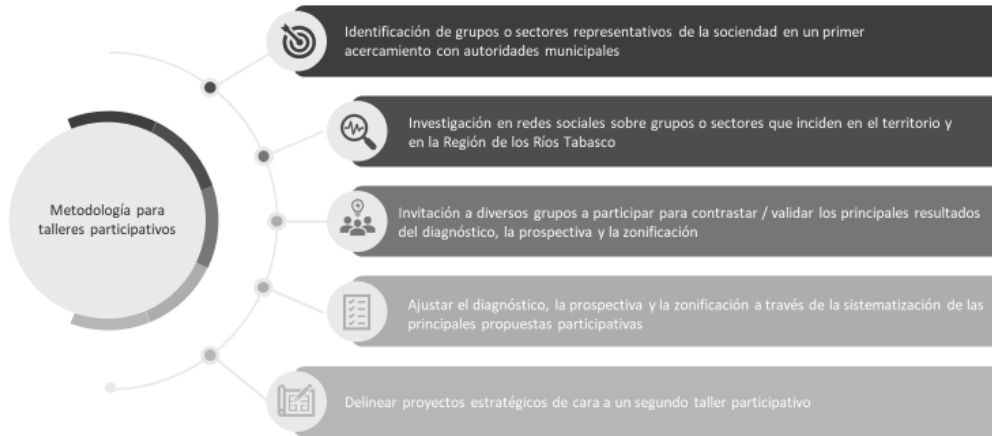 Identificación de grupos o sectores representativos de la sociendad en un primer
acercamiento con autoridades municipales
Investigación en redes sociales sobre grupos o sectores que inciden en el territorio y
en la Región de los Ríos Tabasco
Metodología para
talleres participativos
Invitación a diversos grupos a participar para contrastar / validar los principales resultados
del diagnóstico, la prospectiva y la zonificación
Ajustar el diagnóstico, la prospectiva y la zonificación a través de la sistematización de las
principales propuestas participativas
Delinear proyectos estratégicos de cara a un segundo taller participativo